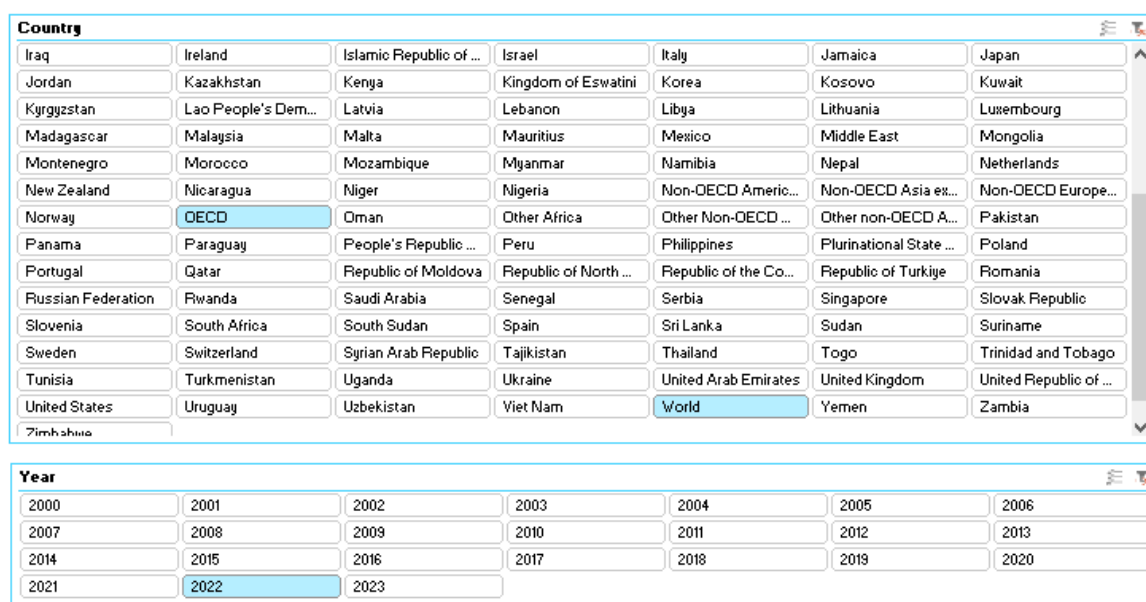 Country
Iraq Ireland Islamic Republic of ... Israel Italy Jamaica Japan
Jordan Kazakhstan Kenya Kingdom of Eswatini Korea Kosovo Kuwait
Kyrgyzstan Lao People's Dem... Latvia Lebanon Libya Lithuania Luxembourg
Madagascar Malaysia Malta Mauritius Mexico Middle East Mongolia
Montenegro Morocco Mozambique Myanmar Namibia Nepal Netherlands
New Zealand Nicaragua Niger Nigeria Non-OECD Americ... Non-OECD Asia ex... Non-OECD Europe...
Norway OECD Oman Other Africa Other Non-OECD ... Other non-OECD A... Pakistan
Panama Paraguay People's Republic ... Peru Philippines Plurinational State ... Poland
Portugal Qatar Republic of Moldova Republic of North ... Republic of the Co... Republic of Turkiye Romania
Russian Federation Rwanda Saudi Arabia Senegal Serbia Singapore Slovak Republic
Slovenia South Africa South Sudan Spain Sri Lanka Sudan Suriname
Sweden Switzerland Syrian Arab Republic Tajikistan Thailand Togo Trinidad and Tobago
Tunisia Turkmenistan Uganda Ukraine United Arab Emirates United Kingdom United Republic of ...
United States Uruguay Uzbekistan Viet Nam World Yemen Zambia
Zimbabwe
Year
2000 2001 2002 2003 2004 2005 2006
2007 2008 2009 2010 2011 2012 2013
2014 2015 2016 2017 2018 2019 2020
2021 2022 2023